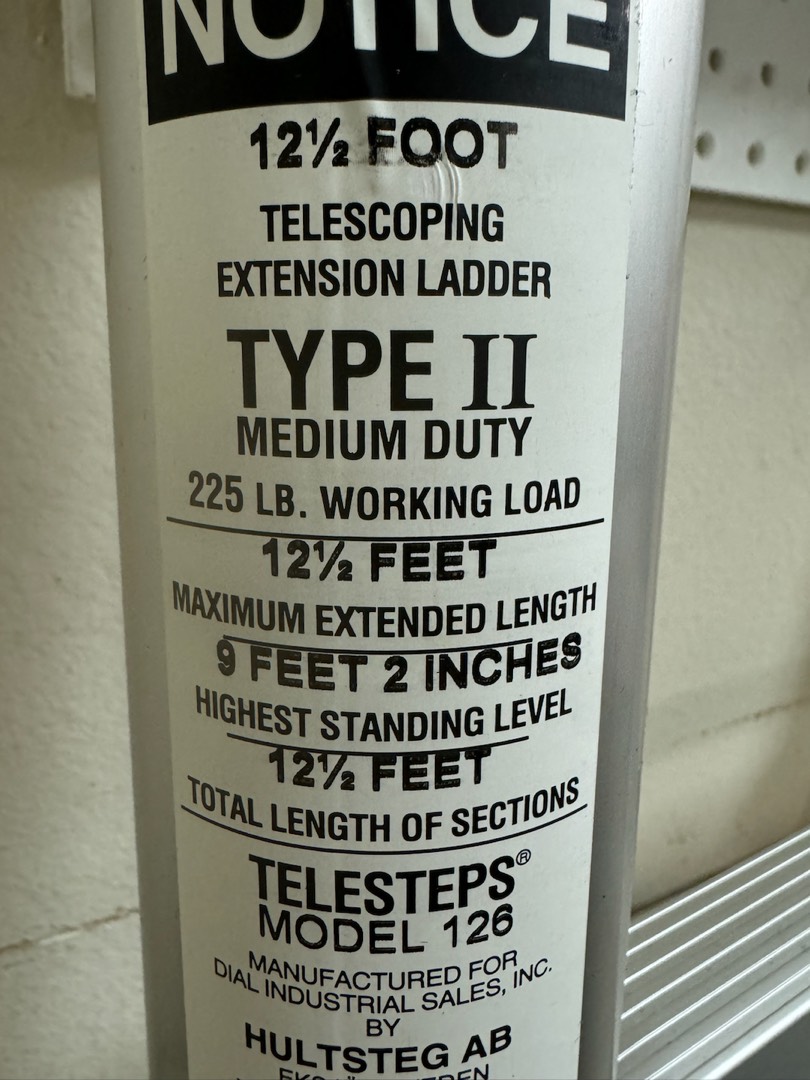 NOTICE
12½ FOOT
TELESCOPING
EXTENSION LADDER
TYPE II
MEDIUM DUTY
225 LB. WORKING LOAD
12½ FEET
MAXIMUM EXTENDED LENGTH
9 FEET 2 INCHES
HIGHEST STANDING LEVEL
12½ FEET
TOTAL LENGTH OF SECTIONS
TELESTEPS®
MODEL 126
MANUFACTURED FOR
DIAL INDUSTRIAL SALES, INC.
BY
HULTSTEG AB